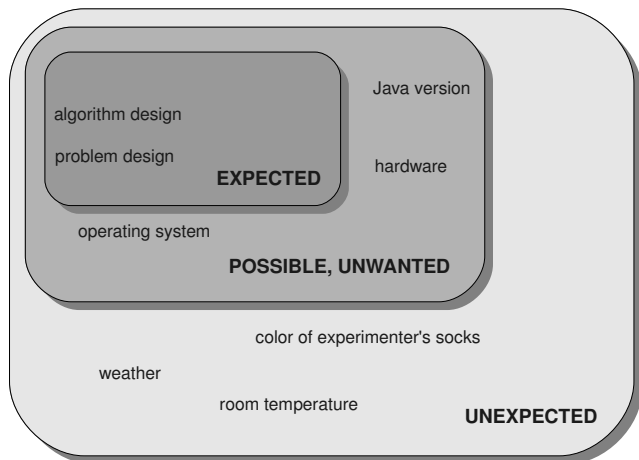 Java version
algorithm design
problem design
hardware
EXPECTED
operating system
POSSIBLE, UNWANTED
color of experimenter's socks
weather
room temperature
UNEXPECTED